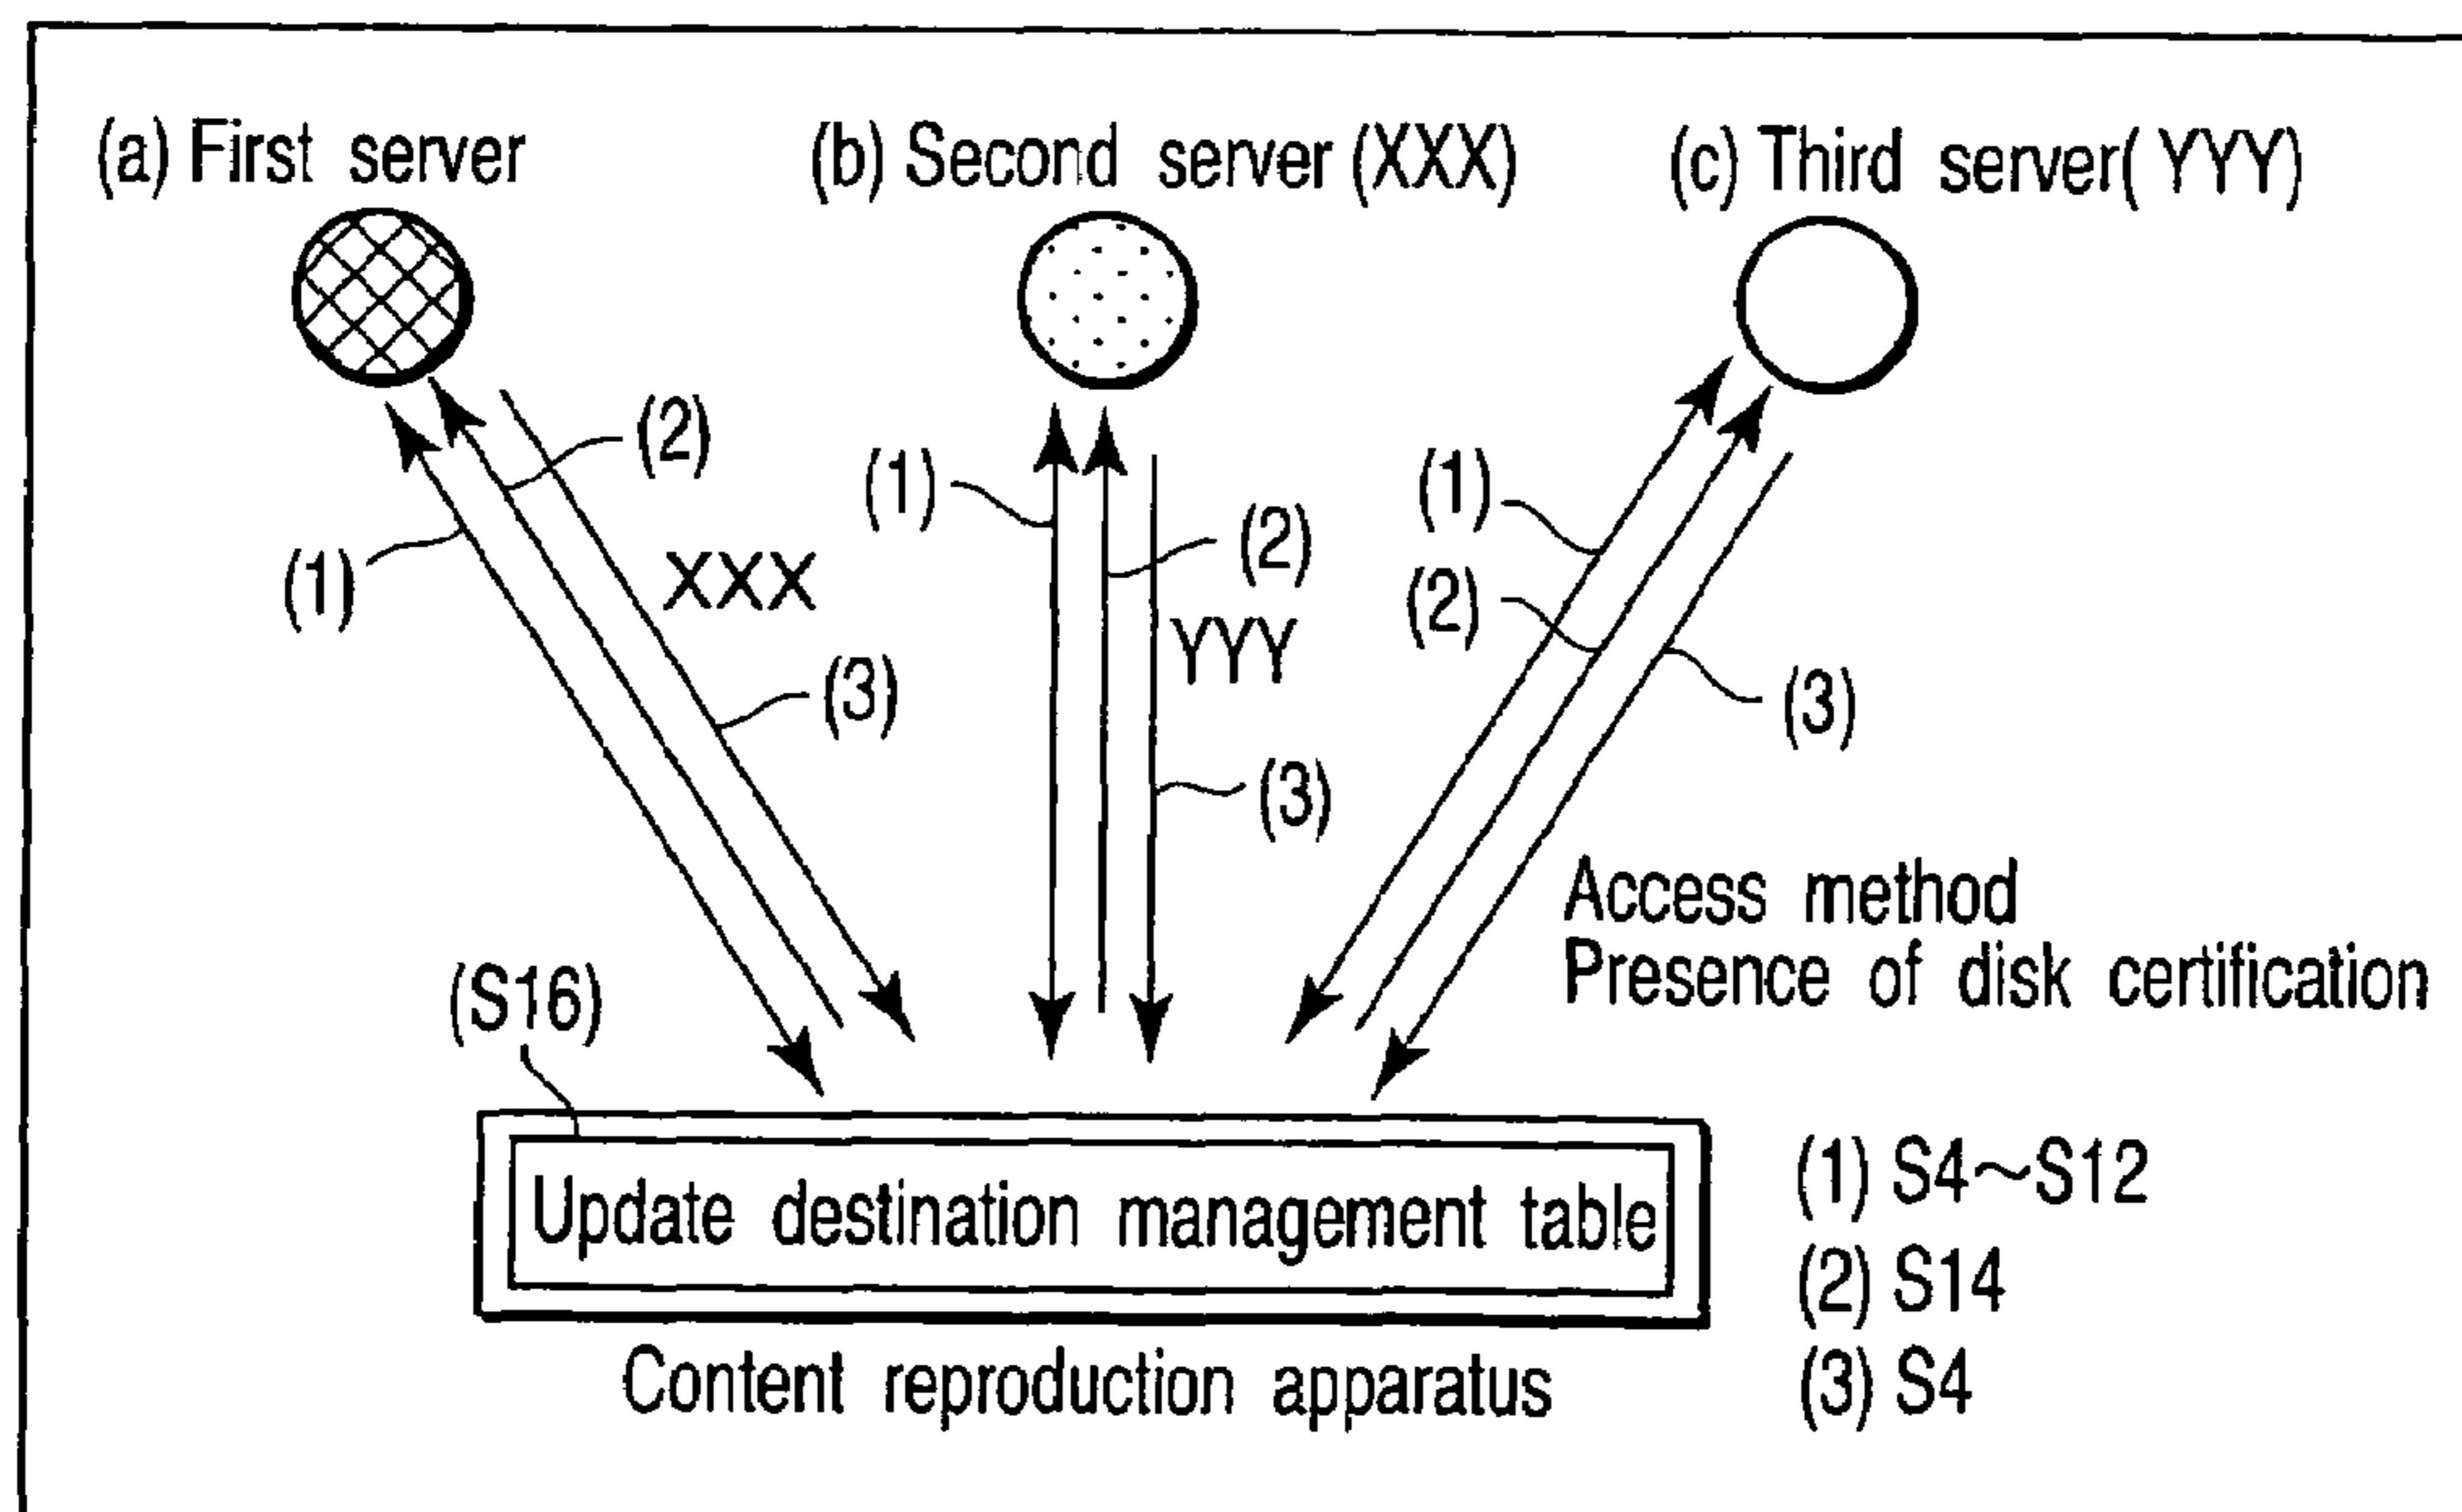 (a) First server
(b) Second server (XXX)
(c) Third server( YYY)
(2)
(1)
(1)
(1)
XXX
(2)
(2)
YYY
(3)
(3)
(3)
Access method
Presence of disk certification
(S16)
Update destination management table
Content reproduction apparatus
(1) S4~S12
(2) S14
(3) S4